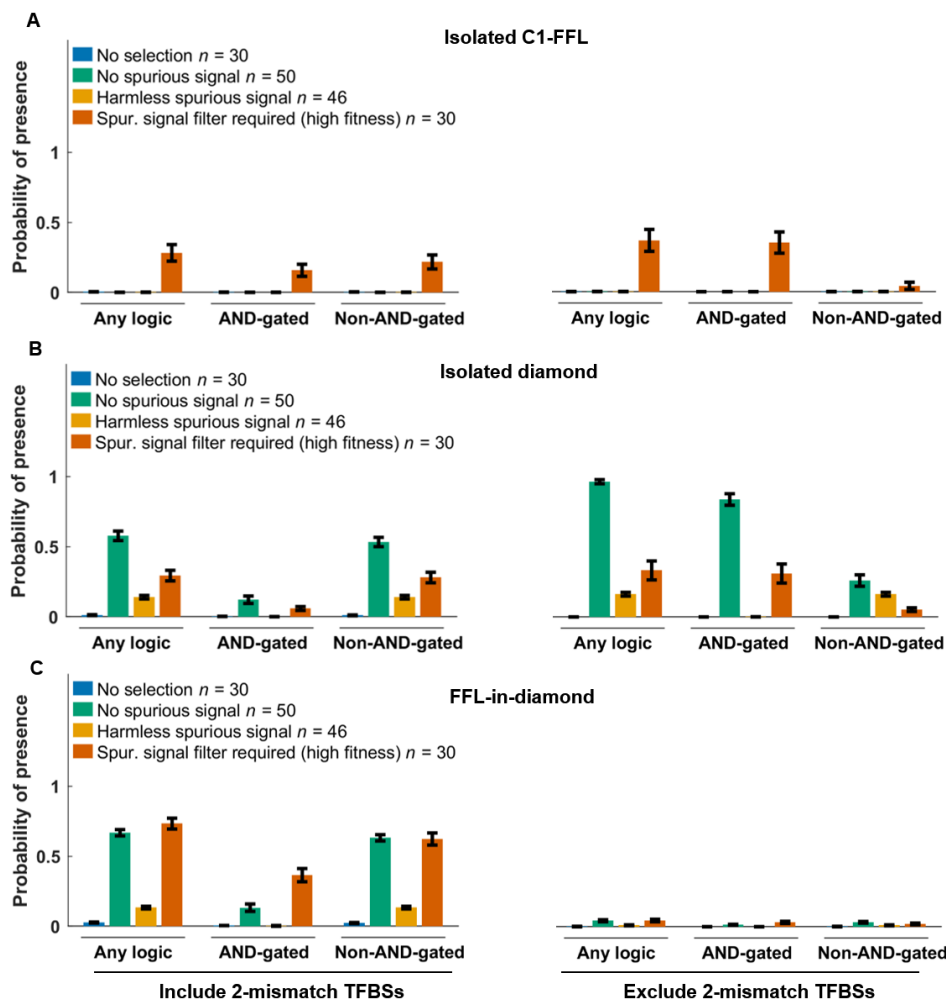 A
Isolated C1-FFL
No selection n = 30
No spurious signal n = 50
Harmless spurious signal n = 46
Spur. signal filter required (high fitness) n = 30
Probability of presence
1
0.5
0
Any logic AND-gated Non-AND-gated
Any logic AND-gated Non-AND-gated
B
Isolated diamond
No selection n = 30
No spurious signal n = 50
Harmless spurious signal n = 46
Spur. signal filter required (high fitness) n = 30
Probability of presence
1
0.5
0
Any logic AND-gated Non-AND-gated
Any logic AND-gated Non-AND-gated
C
FFL-in-diamond
No selection n = 30
No spurious signal n = 50
Harmless spurious signal n = 46
Spur. signal filter required (high fitness) n = 30
Probability of presence
1
0.5
0
Any logic AND-gated Non-AND-gated
Any logic AND-gated Non-AND-gated
Include 2-mismatch TFBSs
Exclude 2-mismatch TFBSs